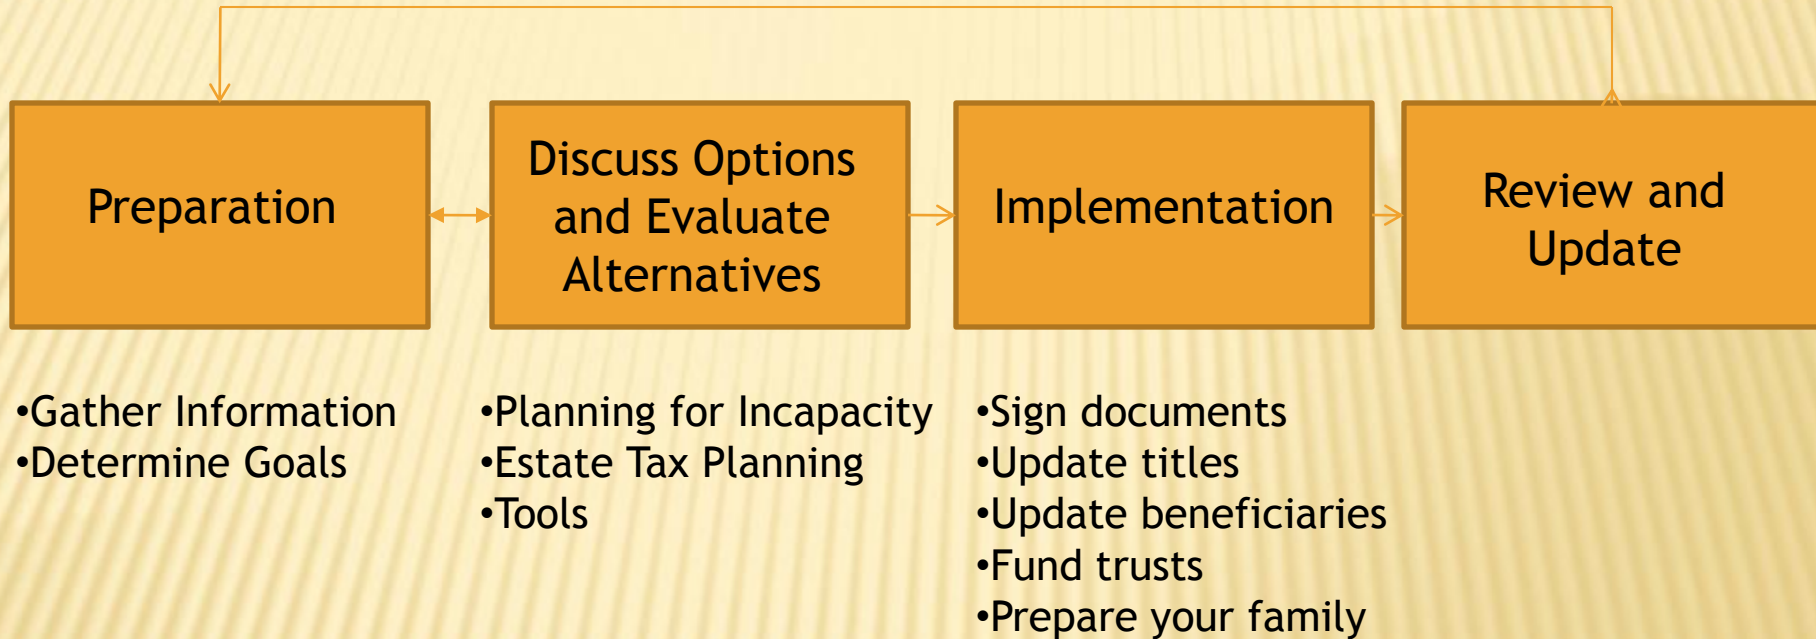 Preparation
Discuss Options
and Evaluate
Alternatives
Implementation
Review and
Update
•Gather Information
•Determine Goals
•Planning for Incapacity
•Estate Tax Planning
•Tools
•Sign documents
•Update titles
•Update beneficiaries
•Fund trusts
•Prepare your family